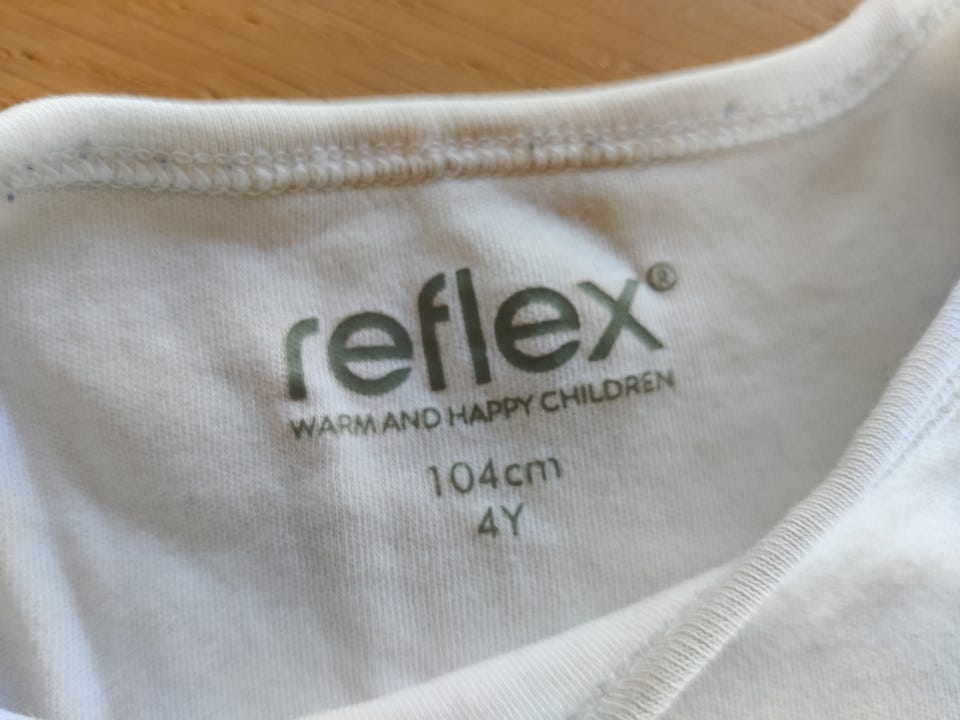 reflex®
WARM AND HAPPY CHILDREN
104cm
4Y